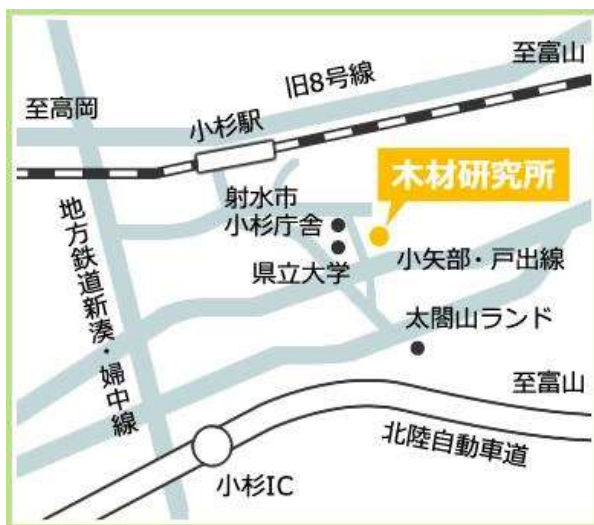 至富山
旧8号線
至高岡
小杉駅
木材研究所
射水市
小杉庁舎
県立大学
小矢部・戸出線
地方鉄道新湊・婦中線
太閤山ランド
至富山
北陸自動車道
小杉IC